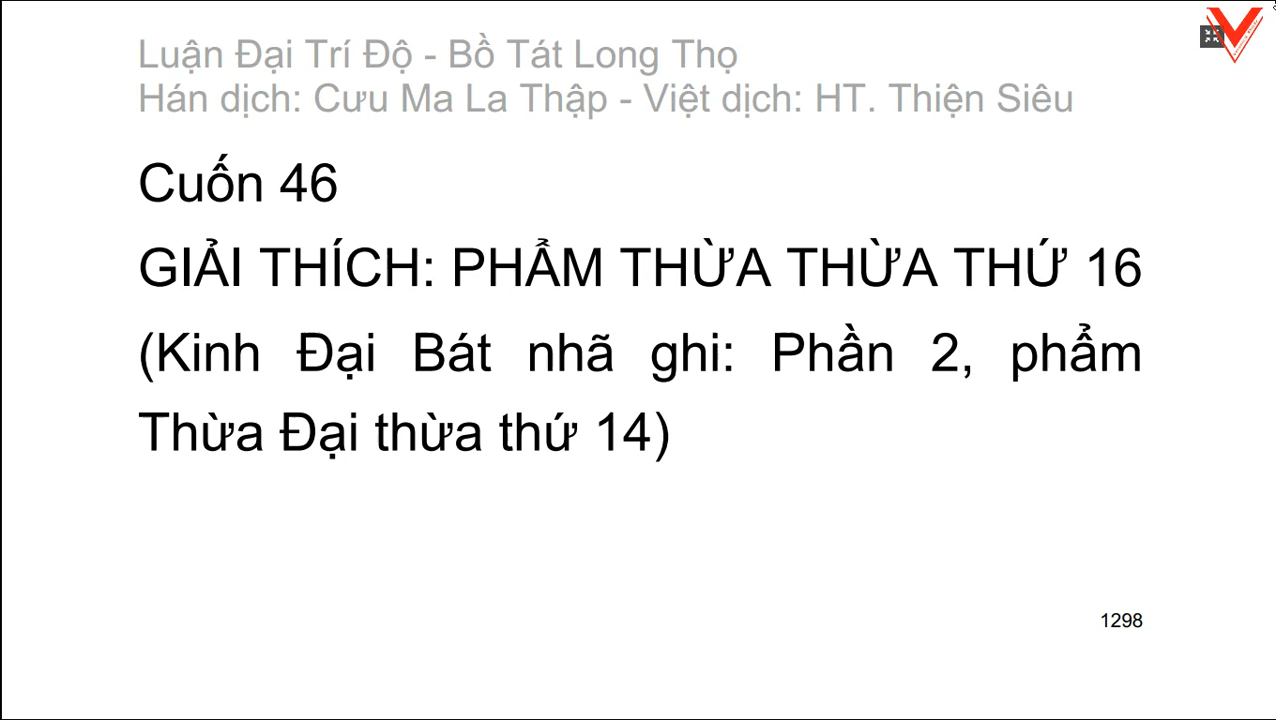 Luận Đại Trí Độ - Bồ Tát Long Thọ
Hán dịch: Cưu Ma La Thập - Việt dịch: HT. Thiện Siêu
Cuốn 46
GIẢI THÍCH: PHẨM THỪA THỪA THỨ 16
(Kinh Đại Bát nhã ghi: Phần 2, phẩm
Thừa Đại thừa thứ 14)
1298